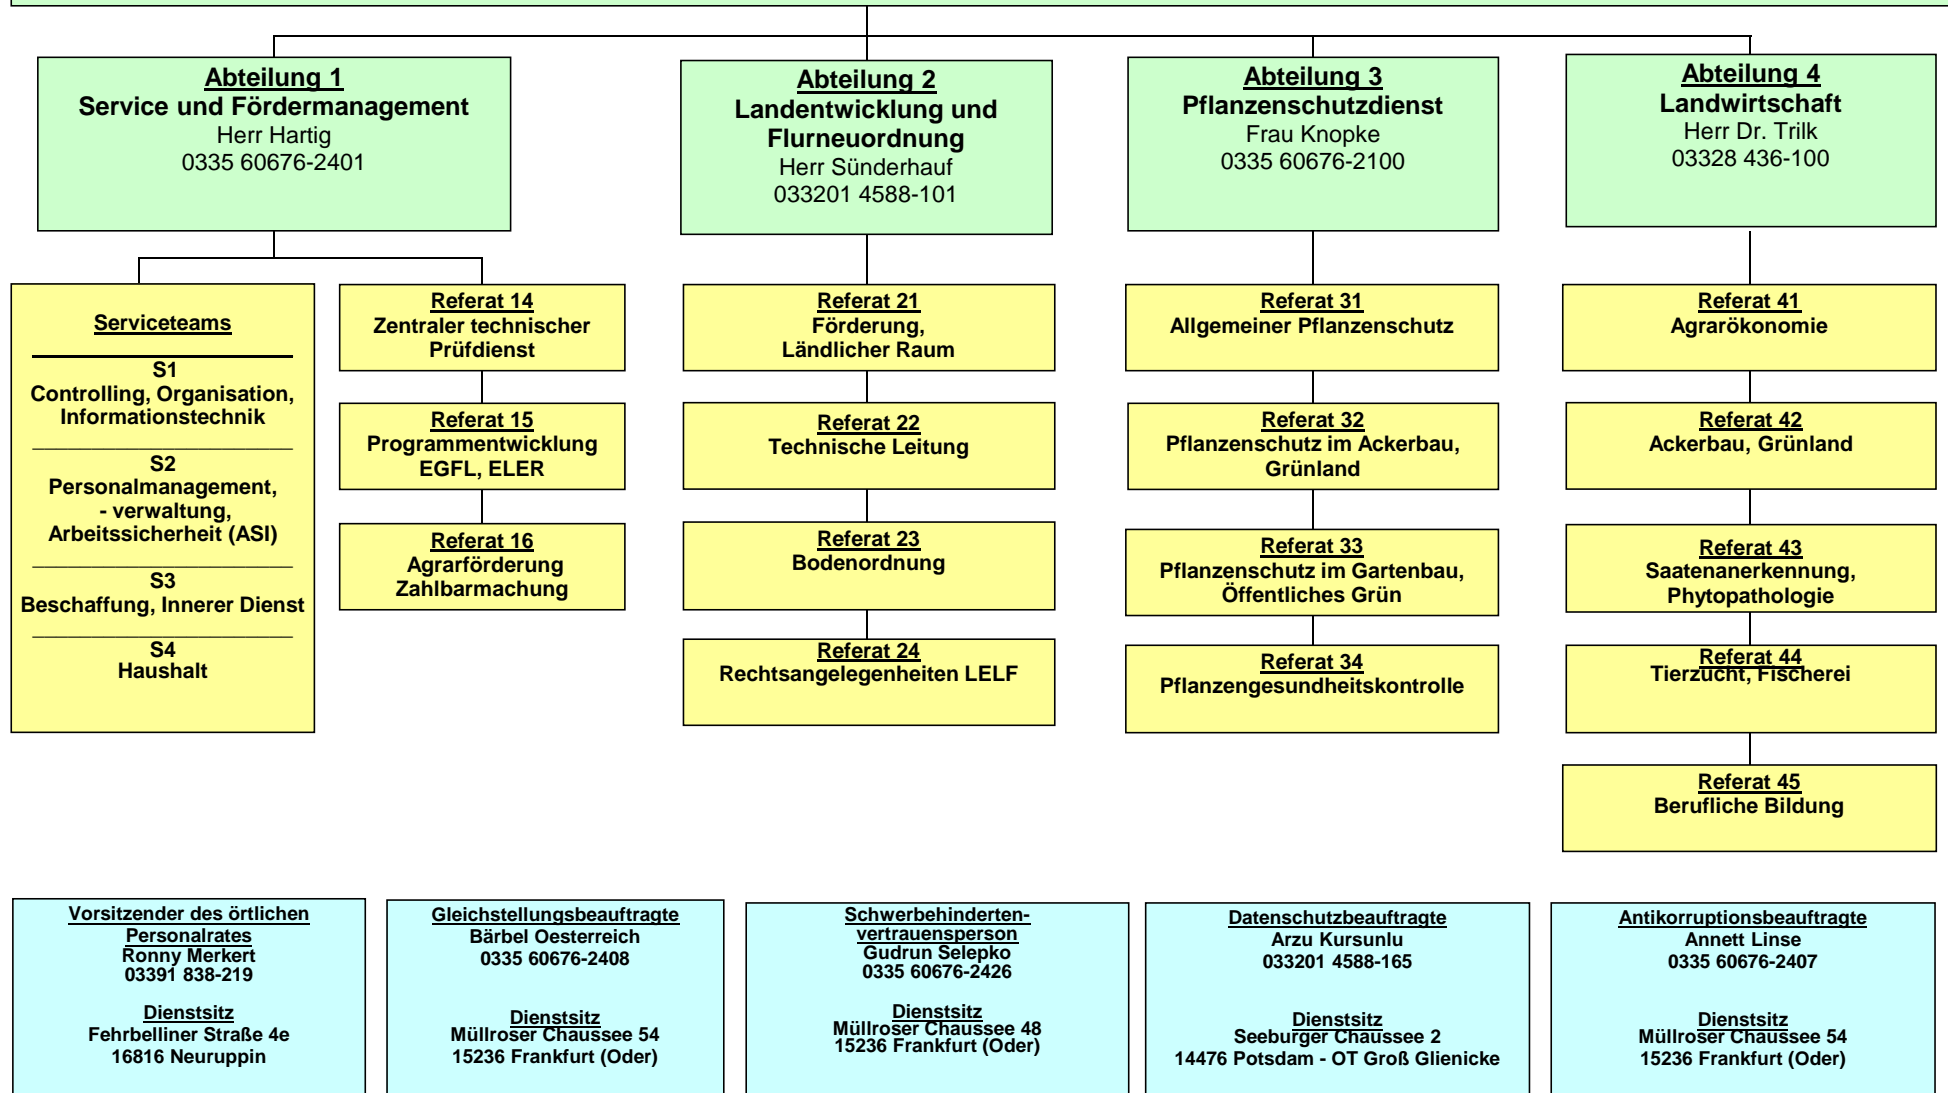 Abteilung 1
Service und Fördermanagement
Herr Hartig
0335 60676-2401
Abteilung 2
Landentwicklung und
Flurneuordnung
Herr Sünderhauf
033201 4588-101
Abteilung 3
Pflanzenschutzdienst
Frau Knopke
0335 60676-2100
Abteilung 4
Landwirtschaft
Herr Dr. Trilk
03328 436-100
Serviceteams
S1
Controlling, Organisation,
Informationstechnik
S2
Personalmanagement,
- verwaltung,
Arbeitssicherheit (ASI)
S3
Beschaffung, Innerer Dienst
S4
Haushalt
Referat 14
Zentraler technischer
Prüfdienst
Referat 15
Programmentwicklung
EGFL, ELER
Referat 16
Agrarförderung
Zahlbarmachung
Referat 21
Förderung,
Ländlicher Raum
Referat 22
Technische Leitung
Referat 23
Bodenordnung
Referat 24
Rechtsangelegenheiten LELF
Referat 31
Allgemeiner Pflanzenschutz
Referat 32
Pflanzenschutz im Ackerbau,
Grünland
Referat 33
Pflanzenschutz im Gartenbau,
Öffentliches Grün
Referat 34
Pflanzengesundheitskontrolle
Referat 41
Agrarökonomie
Referat 42
Ackerbau, Grünland
Referat 43
Saatenanerkennung,
Phytopathologie
Referat 44
Tierzucht, Fischerei
Referat 45
Berufliche Bildung
Vorsitzender des örtlichen
Personalrates
Ronny Merkert
03391 838-219
Dienstsitz
Fehrbelliner Straße 4e
16816 Neuruppin
Gleichstellungsbeauftragte
Bärbel Oesterreich
0335 60676-2408
Dienstsitz
Müllroser Chaussee 54
15236 Frankfurt (Oder)
Schwerbehinderten-
vertrauensperson
Gudrun Selepko
0335 60676-2426
Dienstsitz
Müllroser Chaussee 48
15236 Frankfurt (Oder)
Datenschutzbeauftragte
Arzu Kursunlu
033201 4588-165
Dienstsitz
Seeburger Chaussee 2
14476 Potsdam - OT Groß Glienicke
Antikorruptionsbeauftragte
Annett Linse
0335 60676-2407
Dienstsitz
Müllroser Chaussee 54
15236 Frankfurt (Oder)